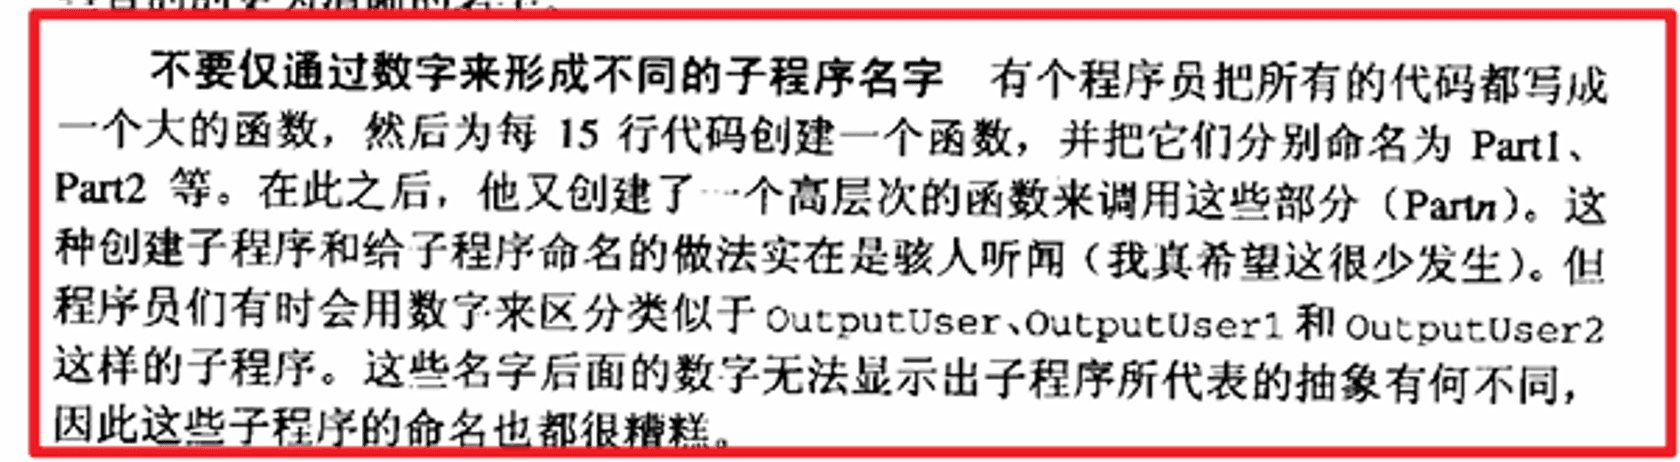 不要仅通过数字来形成不同的子程序名字 有个程序员把所有的代码都写成
一个大的函数，然后为每 15 行代码创建一个函数，并把它们分别命名为 Part1、
Part2 等。在此之后，他又创建了一个高层次的函数来调用这些部分（Partn）。这
种创建子程序和给子程序命名的做法实在是骇人听闻（我真希望这很少发生）。但
程序员们有时会用数字来区分类似于 OutputUser、OutputUser1 和 OutputUser2
这样的子程序。这些名字后面的数字无法显示出子程序所代表的抽象有何不同，
因此这些子程序的命名也都很糟糕。